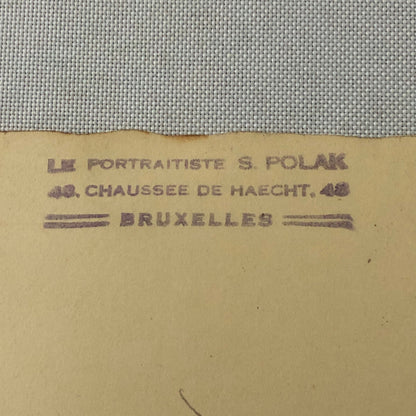 LE PORTRAITISTE S. POLAK
48, CHAUSSEE DE HAECHT, 48
BRUXELLES